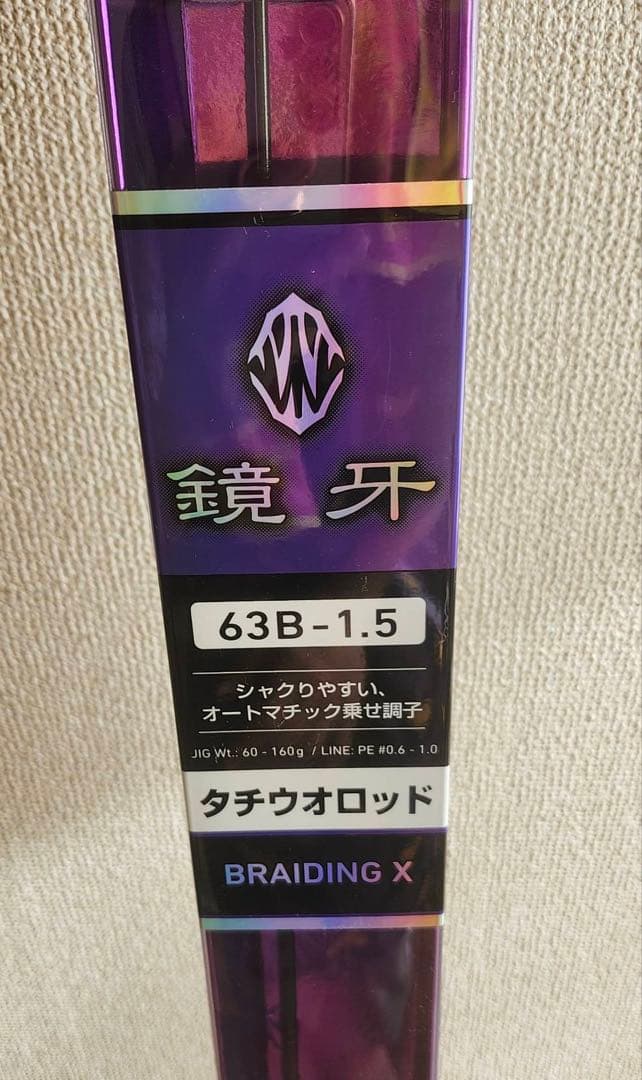 鏡牙
63B-1.5
シャクりやすい、
オートマチック乗せ調子
JIG Wt.: 60 - 160g / LINE: PE #0.6 - 1.0
タチウオロッド
BRAIDING X